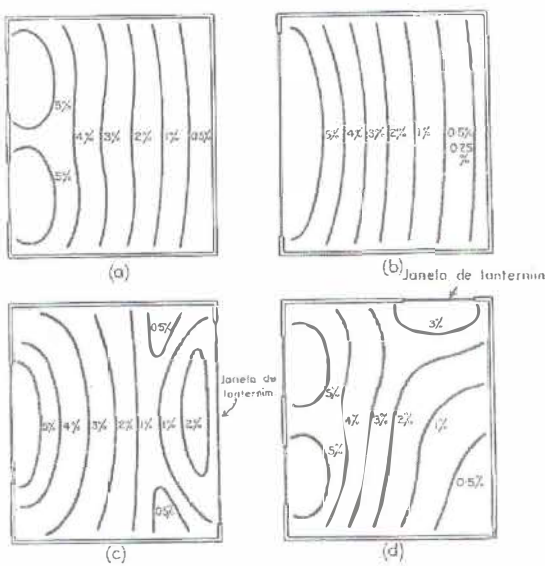 5%
5%
4% 3% 2% 1% 0.5%
(a)
5% 4% 3% 2% 1% 0.5%
0.25
%
(b)
Janela de lanternim
0.5%
5% 4% 3% 2% 1% 1% 2%
0.5%
Janela de
lanternim
(c)
3%
5%
4% 3% 2% 1%
5%
0.5%
(d)